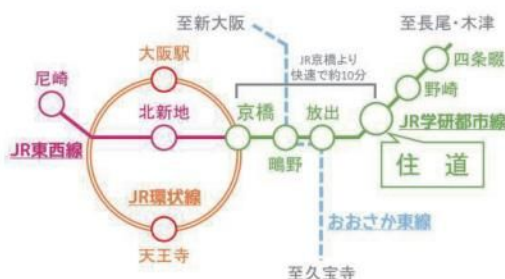 至新大阪
至長尾・木津
大阪駅
JR京橋より
快速で約10分
四条畷
尼崎
野崎
北新地
京橋
放出
JR学研都市線
JR東西線
鴫野
住道
JR環状線
おおさか東線
天王寺
至久宝寺